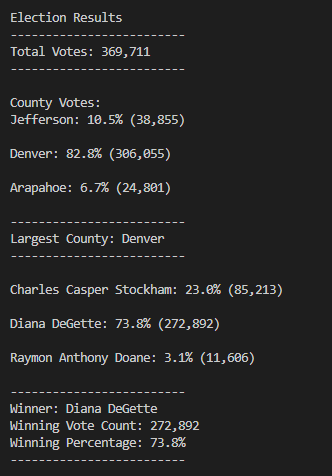 Election Results
-------------------------
Total Votes: 369,711
-------------------------
County Votes:
Jefferson: 10.5% (38,855)
Denver: 82.8% (306,055)
Arapahoe: 6.7% (24,801)
-------------------------
Largest County: Denver
-------------------------
Charles Casper Stockham: 23.0% (85,213)
Diana DeGette: 73.8% (272,892)
Raymon Anthony Doane: 3.1% (11,606)
-------------------------
Winner: Diana DeGette
Winning Vote Count: 272,892
Winning Percentage: 73.8%
-------------------------